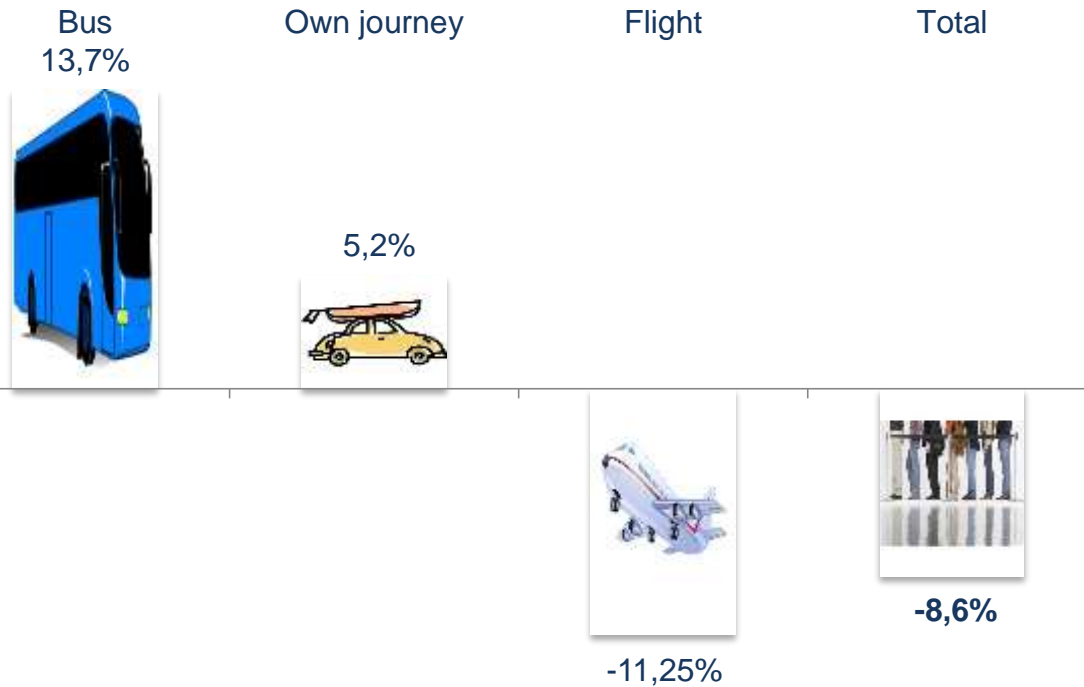 Bus
13,7%
Own journey
5,2%
Flight
-11,25%
Total
-8,6%